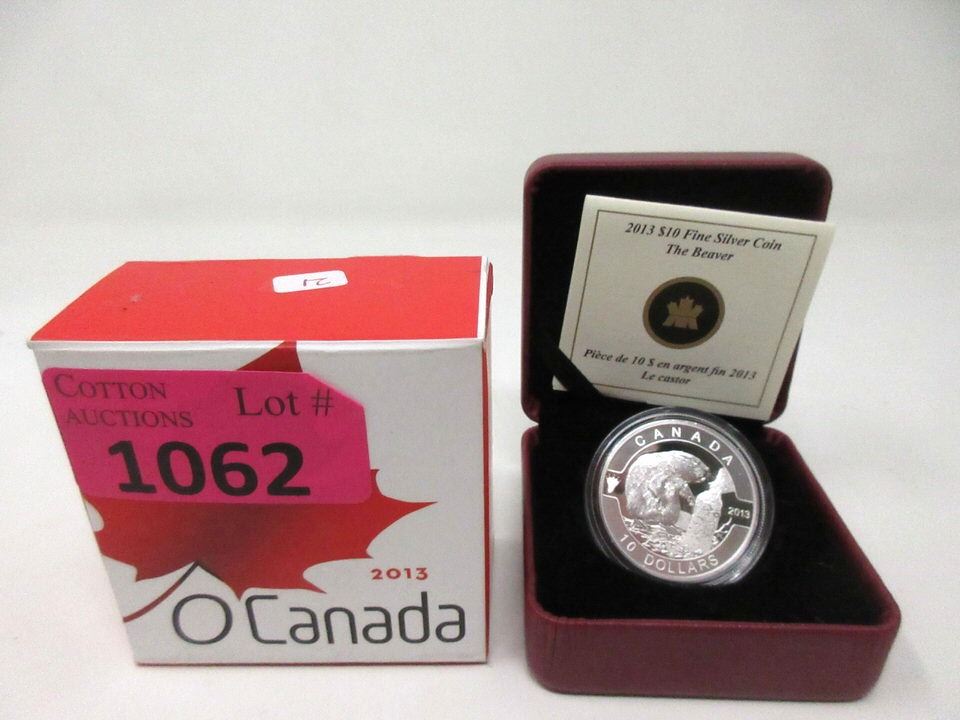 COTTON
AUCTIONS
Lot #
1062
2013
O Canada
2013 $10 Fine Silver Coin
The Beaver
Pièce de 10 $ en argent fin 2013
Le castor
CANADA
2013
10 DOLLARS